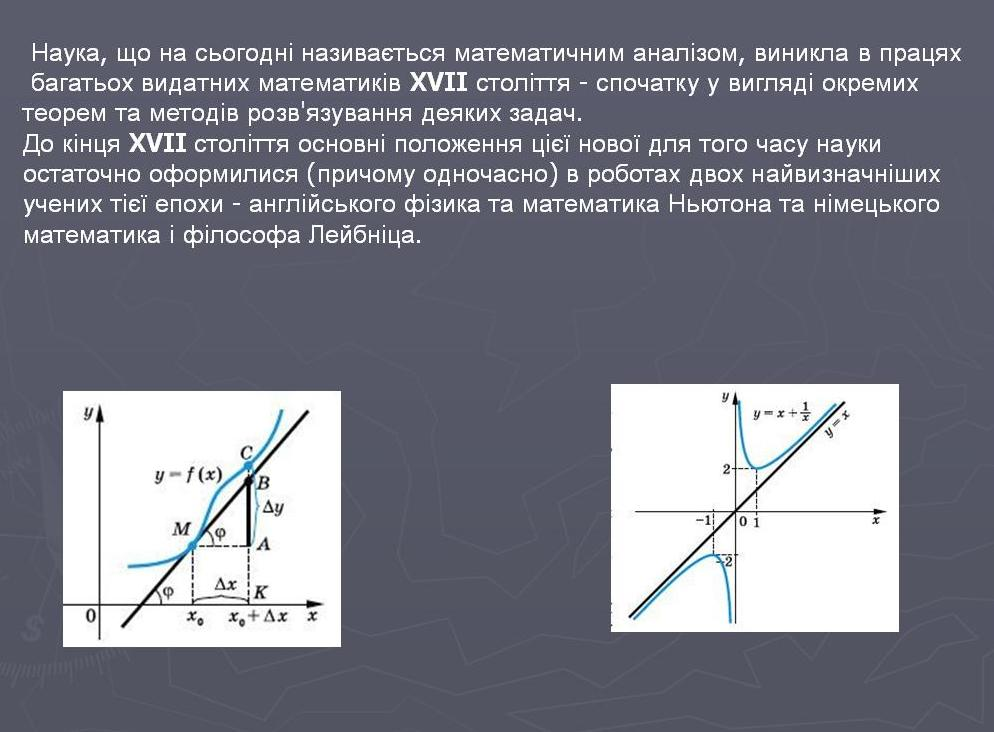 Наука, що на сьогодні називається математичним аналізом, виникла в працях
багатьох видатних математиків XVII століття - спочатку у вигляді окремих
теорем та методів розв'язування деяких задач.
До кінця XVII століття основні положення цієї нової для того часу науки
остаточно оформилися (причому одночасно) в роботах двох найвизначніших
учених тієї епохи - англійського фізика та математика Ньютона та німецького
математика і філософа Лейбніца.
y
C
y = f (x)
B
Δy
M
φ
A
φ
Δx
K
0
x₀
x₀ + Δx
x
y
y = x + 1/x
y = x
2
-1
0
1
x
-2